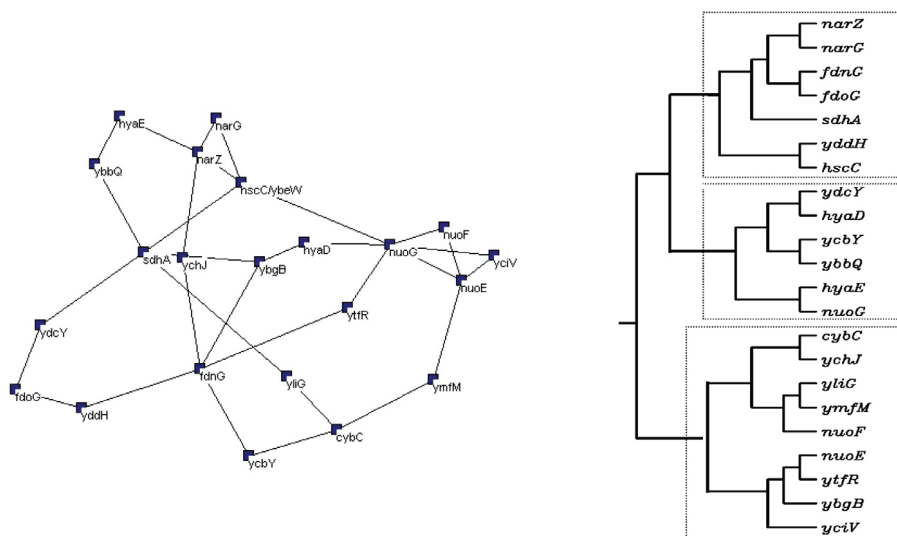 hyaE
narG
narZ
ybbQ
hscC/ybeW
nuoF
hyaD
nuoG
sdhA
ychJ
ybgB
yciV
nuoE
ytfR
ydcY
fdnG
yliG
ymfM
fdoG
yddH
cybC
ycbY
narZ
narG
fdnG
fdoG
sdhA
yddH
hscC
ydcY
hyaD
ycbY
ybbQ
hyaE
nuoG
cybC
ychJ
yliG
ymfM
nuoF
nuoE
ytfR
ybgB
yciV